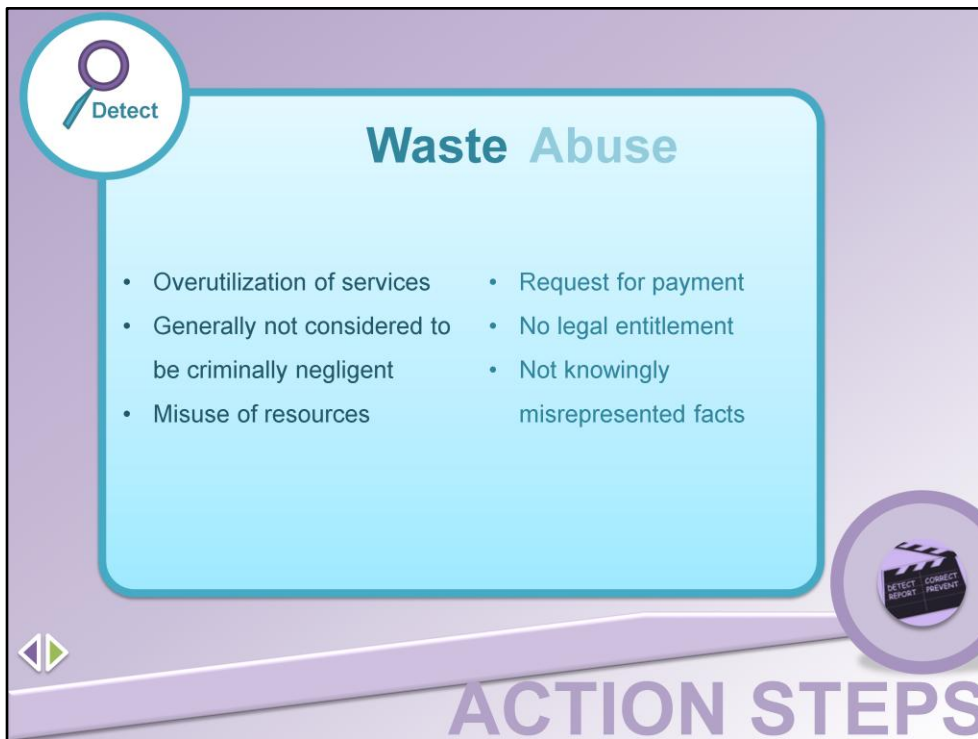 Detect
Waste Abuse
• Overutilization of services
• Generally not considered to
be criminally negligent
• Misuse of resources
• Request for payment
• No legal entitlement
• Not knowingly
misrepresented facts
DETECT CORRECT
REPORT PREVENT
ACTION STEPS